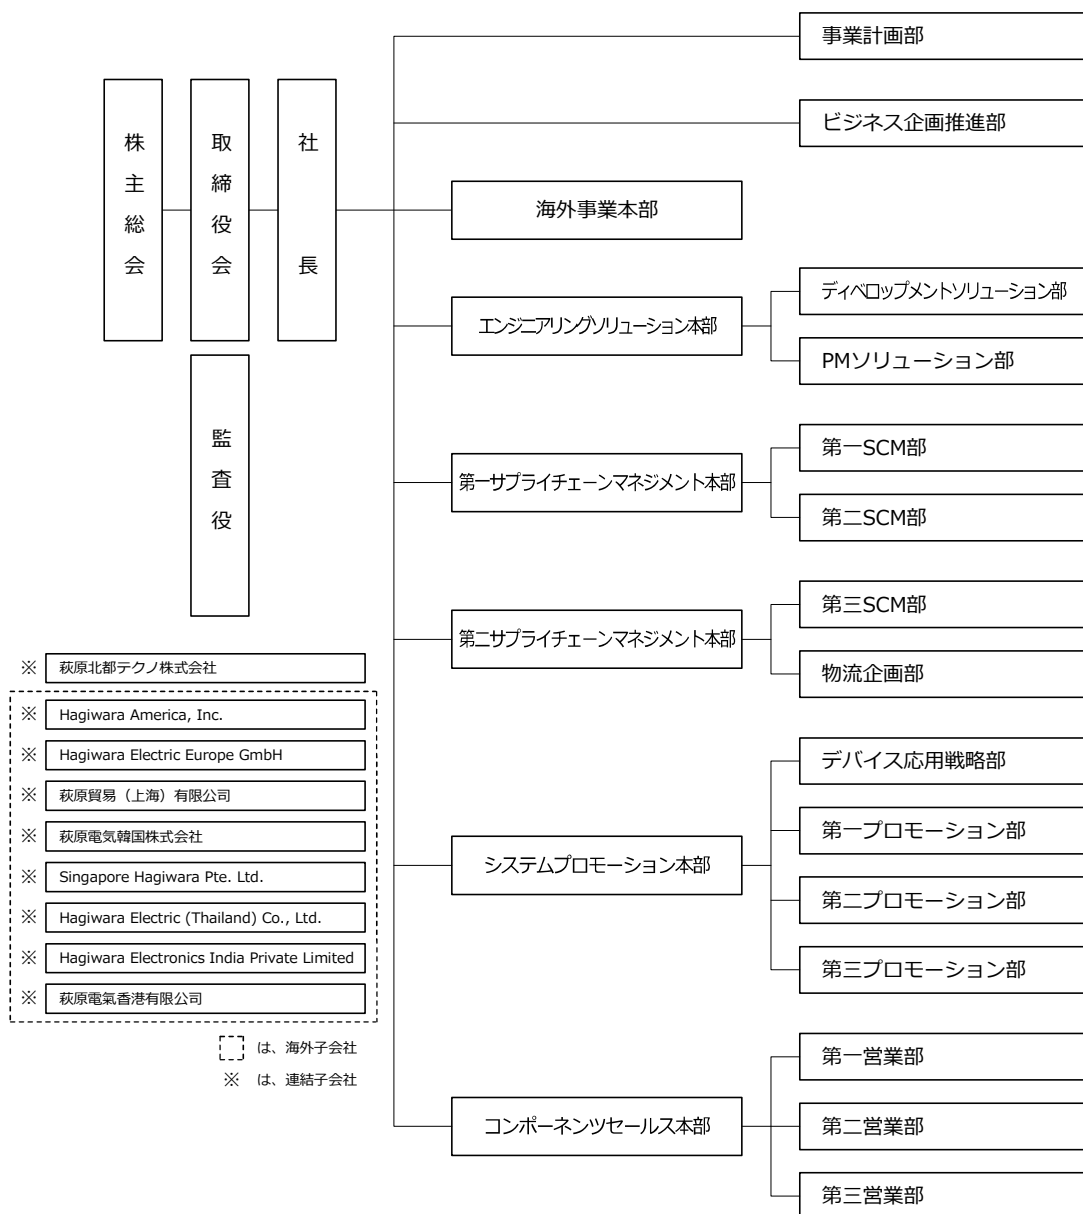 株主総会
取締役会
社長
監査役
事業計画部
ビジネス企画推進部
海外事業本部
エンジニアリングソリューション本部
ディベロップメントソリューション部
PMソリューション部
第一サプライチェーンマネジメント本部
第一SCM部
第二SCM部
第二サプライチェーンマネジメント本部
第三SCM部
物流企画部
システムプロモーション本部
デバイス応用戦略部
第一プロモーション部
第二プロモーション部
第三プロモーション部
コンポーネンツセールス本部
第一営業部
第二営業部
第三営業部
※ 萩原北都テクノ株式会社
※ Hagiwara America, Inc.
※ Hagiwara Electric Europe GmbH
※ 萩原貿易（上海）有限公司
※ 萩原電気韓国株式会社
※ Singapore Hagiwara Pte. Ltd.
※ Hagiwara Electric (Thailand) Co., Ltd.
※ Hagiwara Electronics India Private Limited
※ 萩原電氣香港有限公司
は、海外子会社
※ は、連結子会社